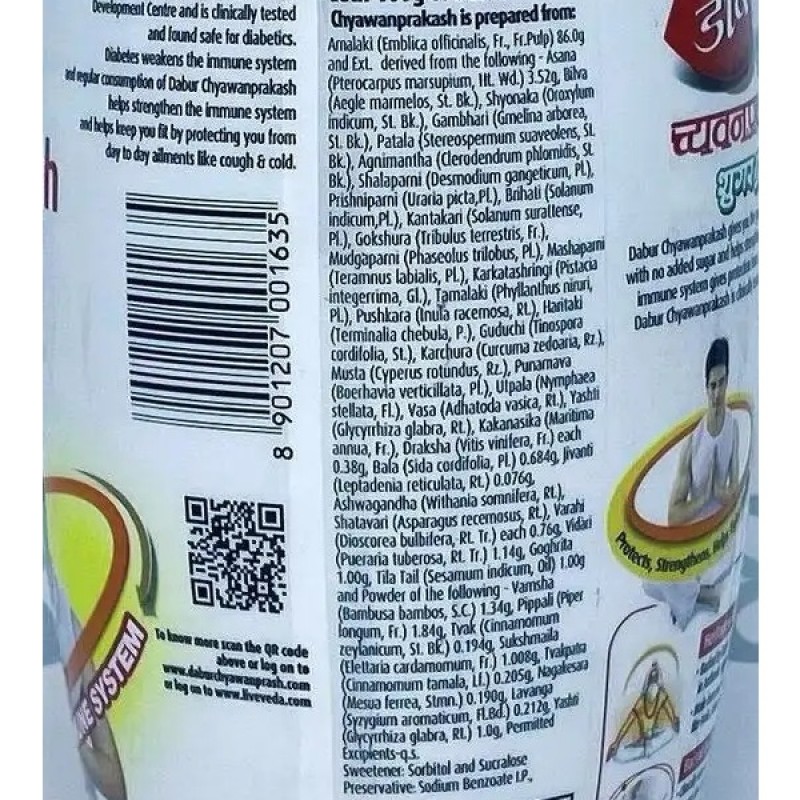 Development Centre and is clinically tested
and found safe for diabetics.
Diabetes weakens the immune system
and regular consumption of Dabur Chyawanprakash
helps strengthen the immune system
and helps keep you fit by protecting you from
day to day ailments like cough & cold.
8 901207 001635
To know more scan the QR code
above or log on to
www.daburchyawanprash.com
or log on to www.liveveda.com
SYSTEM
Chyawanprakash is prepared from:
Amalaki (Emblica officinalis, Fr., Fr.Pulp) 86.0g
and Ext. derived from the following - Asana
(Pterocarpus marsupium, Ht. Wd.) 3.52g, Bilva
(Aegle marmelos, St. Bk.), Shyonaka (Oroxylum
indicum, St. Bk.), Gambhari (Gmelina arborea,
St. Bk.), Patala (Stereospermum suaveolens, St.
Bk.), Agnimantha (Clerodendrum phlomidis, St.
Bk.), Shalaparni (Desmodium gangeticum, Pl.),
Prishniparni (Uraria picta,Pl.), Brihati (Solanum
indicum,Pl.), Kantakari (Solanum surattense,
Pl.), Gokshura (Tribulus terrestris, Fr.),
Mudgaparni (Phaseolus trilobus, Pl.), Mashaparni
(Teramnus labialis, Pl.), Karkatashringi (Pistacia
integerrima, Gl.), Tamalaki (Phyllanthus niruri,
Pl.), Pushkara (Inula racemosa, Rt.), Haritaki
(Terminalia chebula, P.), Guduchi (Tinospora
cordifolia, St.), Karchura (Curcuma zedoaria, Rz.),
Musta (Cyperus rotundus, Rz.), Punarnava
(Boerhavia verticillata, Pl.), Utpala (Nymphaea
stellata, Fl.), Vasa (Adhatoda vasica, Rt.), Yashti
(Glycyrrhiza glabra, Rt.), Kakanasika (Maritima
annua, Fr.), Draksha (Vitis vinifera, Fr.) each
0.38g, Bala (Sida cordifolia, Pl.) 0.684g, Jivanti
(Leptadenia reticulata, Rt.) 0.076g,
Ashwagandha (Withania somnifera, Rt.),
Shatavari (Asparagus recemosus, Rt.), Varahi
(Dioscorea bulbifera, Rt. Tr.) each 0.76g, Vidari
(Pueraria tuberosa, Rt. Tr.) 1.14g, Goghrita
1.00g, Tila Tail (Sesamum indicum, Oil) 1.00g
and Powder of the following - Vamsha
(Bambusa bambos, S.C.) 1.34g, Pippali (Piper
longum, Fr.) 1.84g, Tvak (Cinnamomum
zeylanicum, St. Bk.) 0.194g, Sukshmaila
(Elettaria cardamomum, Fr.) 1.008g, Tvakpatra
(Cinnamomum tamala, Lf.) 0.205g, Nagakesara
(Mesua ferrea, Stmn.) 0.190g, Lavanga
(Syzygium aromaticum, Fl.Bd.) 0.212g, Yashti
(Glycyrrhiza glabra, Rt.) 1.0g, Permitted
Excipients-q.s.
Sweetener: Sorbitol and Sucralose
Preservative: Sodium Benzoate I.P.,
Dabur Chyawanprakash gives you
with no added sugar and helps
immune system gives
Dabur Chyawanprakash is
Protects, Strengthens,